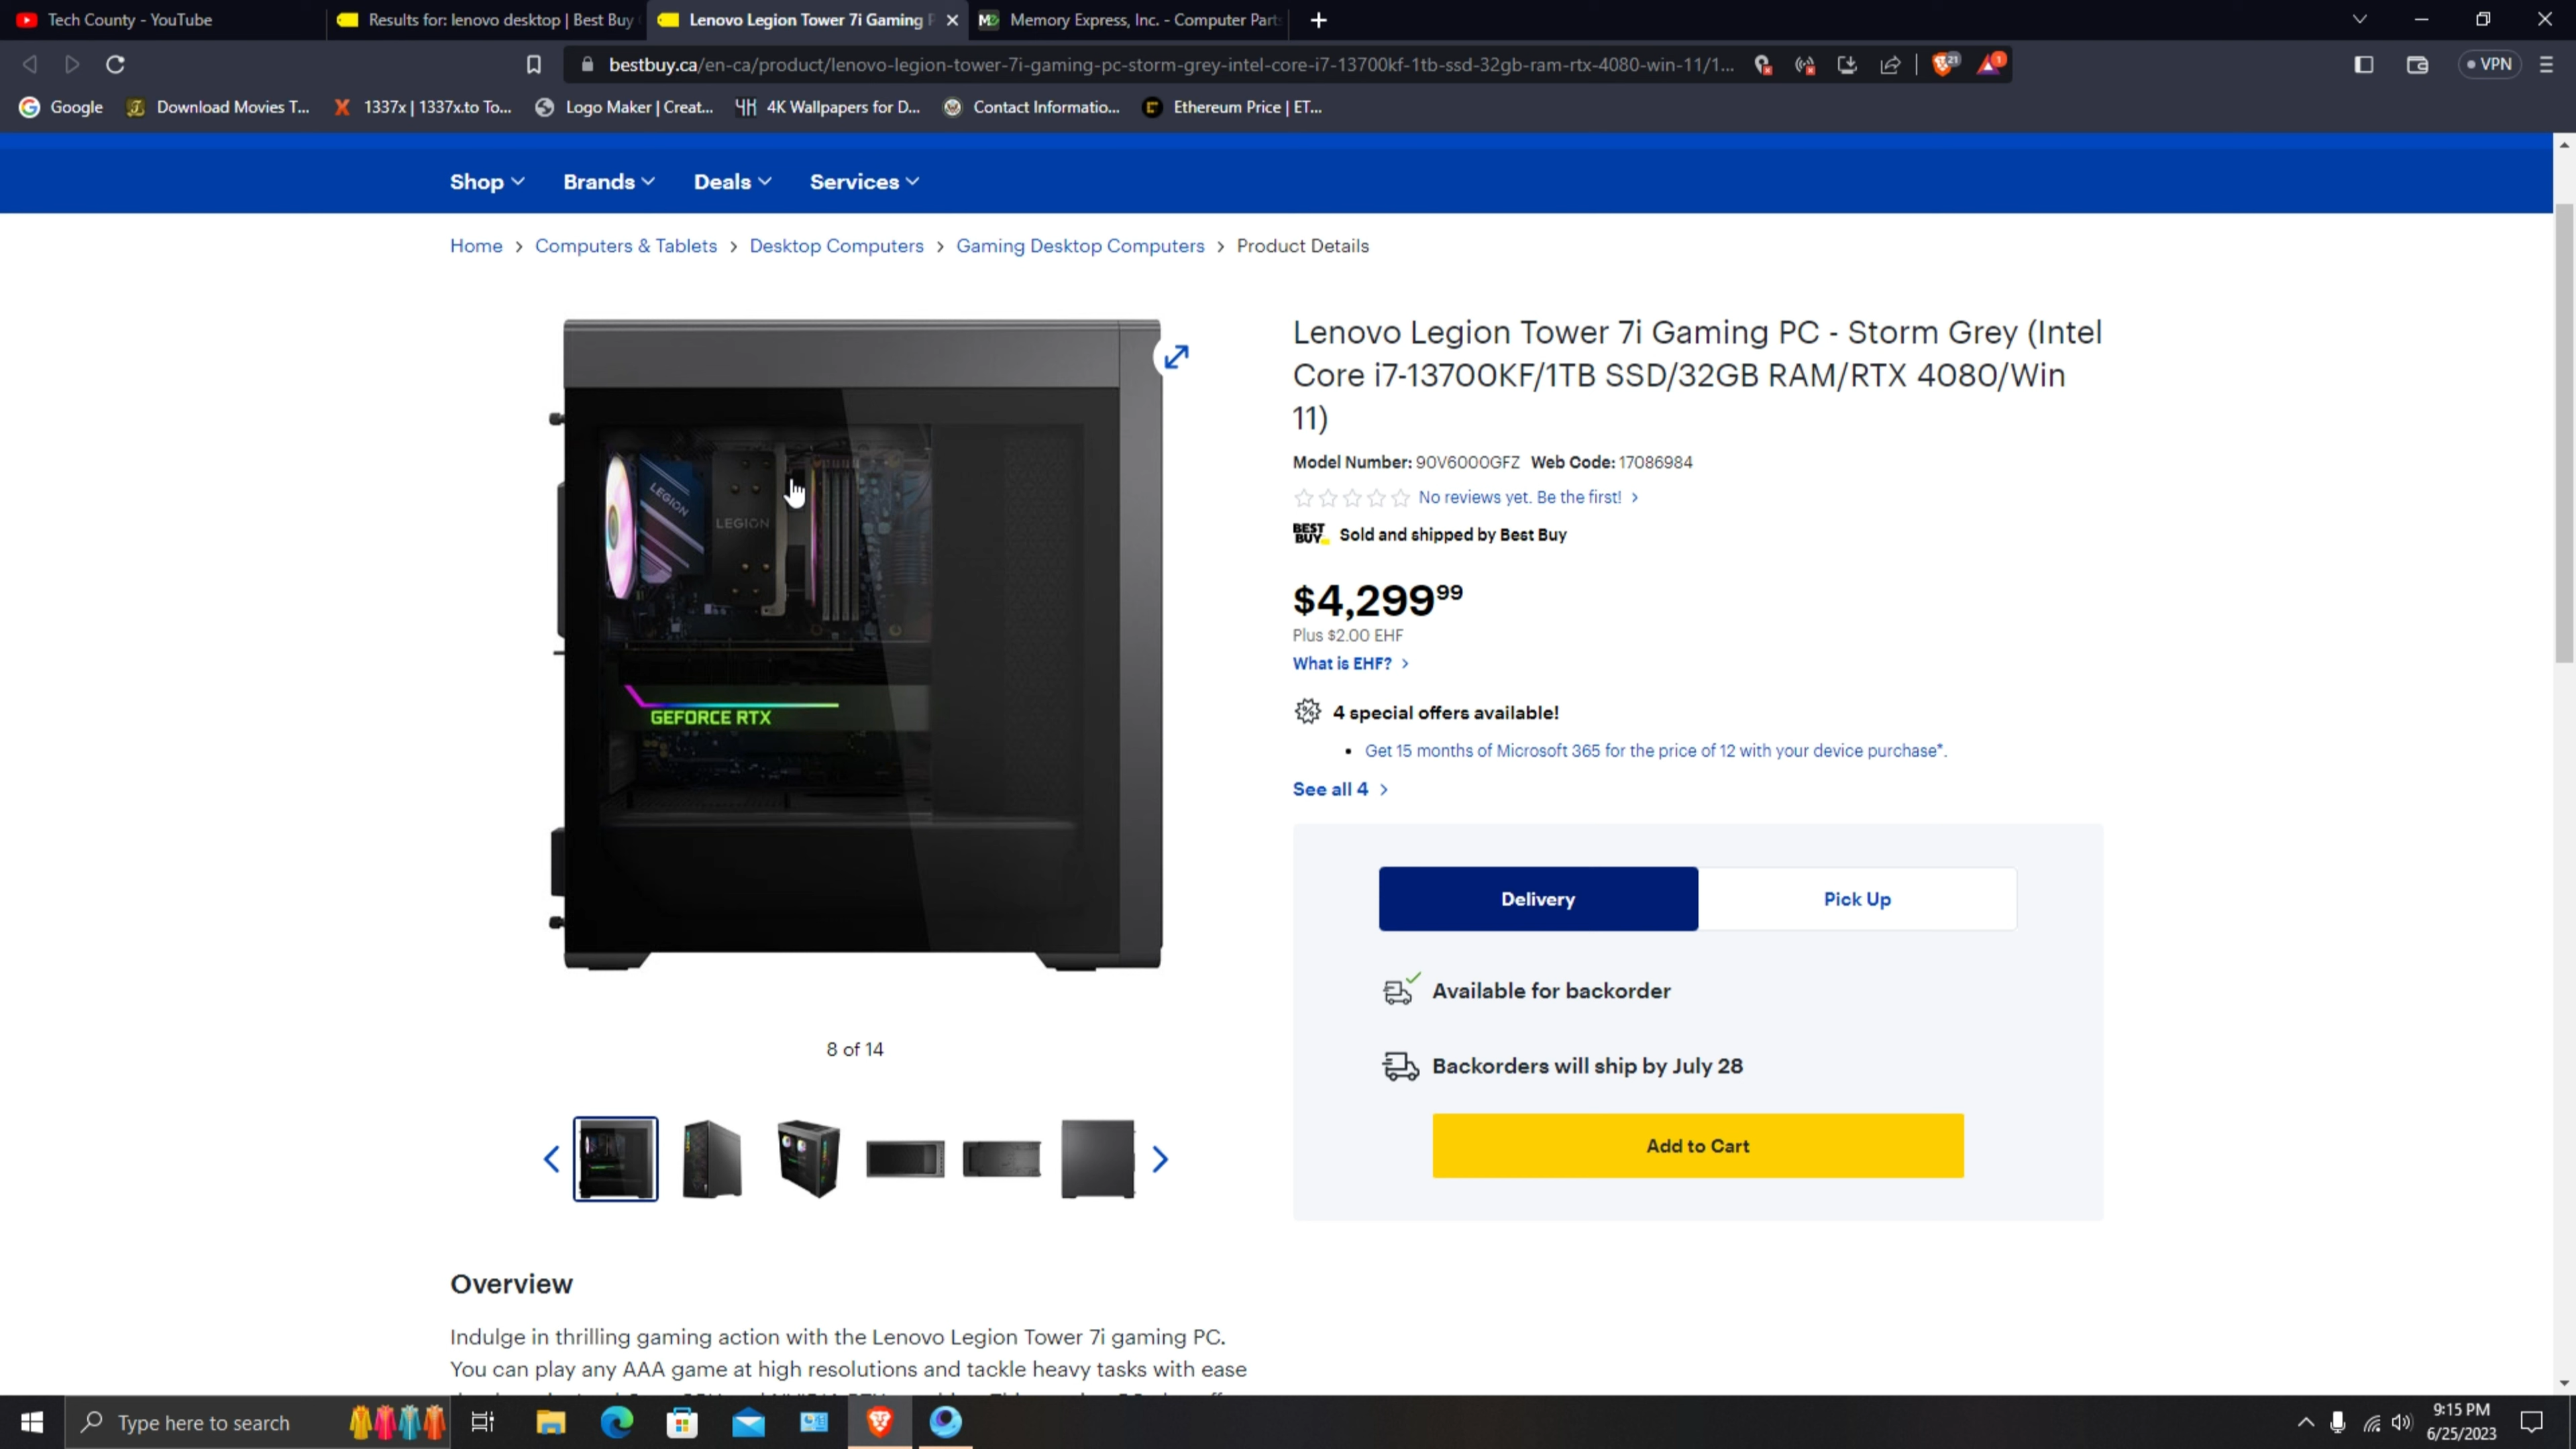 Tech County - YouTube
Results for: lenovo desktop | Best Buy
Lenovo Legion Tower 7i Gaming P
Memory Express, Inc. - Computer Part
bestbuy.ca/en-ca/product/lenovo-legion-tower-7i-gaming-pc-storm-grey-intel-core-i7-13700kf-1tb-ssd-32gb-ram-rtx-4080-win-11/1...
21
1
VPN
Google
Download Movies T...
1337x | 1337x.to To...
Logo Maker | Creat...
4K Wallpapers for D...
Contact Informatio...
Ethereum Price | ET...
Shop
Brands
Deals
Services
Home > Computers & Tablets > Desktop Computers > Gaming Desktop Computers > Product Details
LEGION
LEGION
GEFORCE RTX
8 of 14
Lenovo Legion Tower 7i Gaming PC - Storm Grey (Intel
Core i7-13700KF/1TB SSD/32GB RAM/RTX 4080/Win
11)
Model Number: 90V6000GFZ Web Code: 17086984
No reviews yet. Be the first!
BEST BUY Sold and shipped by Best Buy
$4,299.99
Plus $2.00 EHF
What is EHF?
4 special offers available!
• Get 15 months of Microsoft 365 for the price of 12 with your device purchase*.
See all 4
Delivery
Pick Up
Available for backorder
Backorders will ship by July 28
Add to Cart
Overview
Indulge in thrilling gaming action with the Lenovo Legion Tower 7i gaming PC.
You can play any AAA game at high resolutions and tackle heavy tasks with ease
Type here to search
9:15 PM
6/25/2023